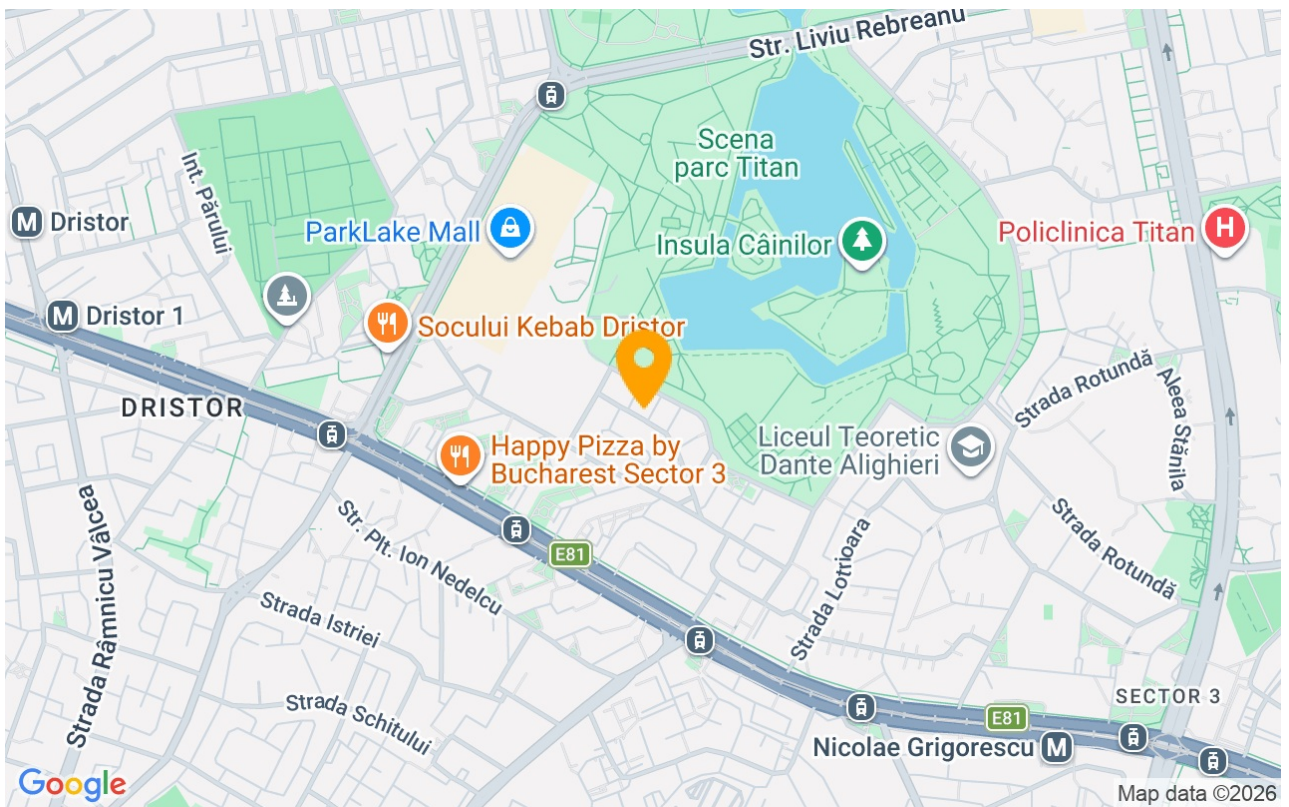 Str. Liviu Rebreanu
Scena
parc Titan
Int. Părului
M Dristor
ParkLake Mall
Insula Câinilor
Policlinica Titan
H
M Dristor 1
Socului Kebab Dristor
DRISTOR
Strada Rotundă
Aleea Stănila
Happy Pizza by
Bucharest Sector 3
Liceul Teoretic
Dante Alighieri
Strada Râmnicu Vâlcea
Str. Plt. Ion Nedelcu
E81
Strada Lotrioara
Strada Rotundă
Strada Istriei
Strada Schitului
SECTOR 3
E81
Nicolae Grigorescu M
Google
Map data ©2026